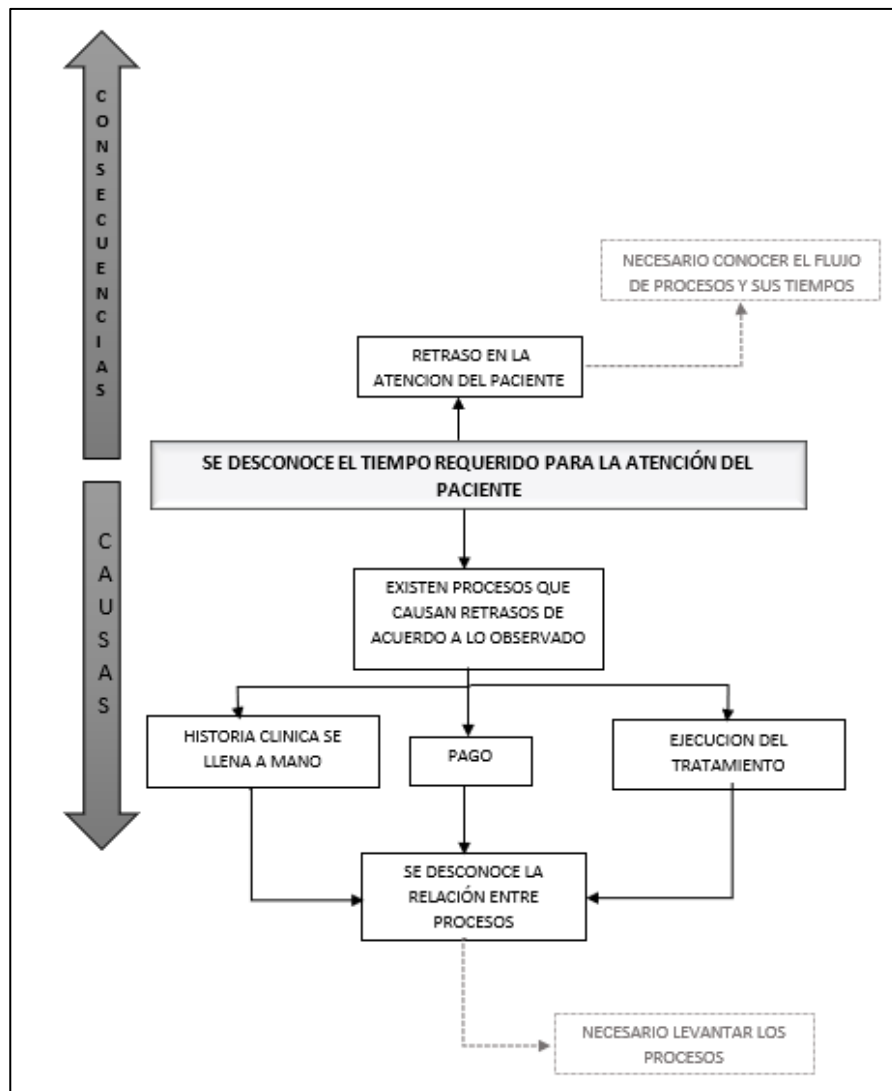 CONSECUENCIAS
NECESARIO CONOCER EL FLUJO
DE PROCESOS Y SUS TIEMPOS
RETRASO EN LA
ATENCION DEL PACIENTE
SE DESCONOCE EL TIEMPO REQUERIDO PARA LA ATENCIÓN DEL
PACIENTE
CAUSAS
EXISTEN PROCESOS QUE
CAUSAN RETRASOS DE
ACUERDO A LO OBSERVADO
HISTORIA CLINICA SE
LLENA A MANO
PAGO
EJECUCION DEL
TRATAMIENTO
SE DESCONOCE LA
RELACIÓN ENTRE
PROCESOS
NECESARIO LEVANTAR LOS
PROCESOS